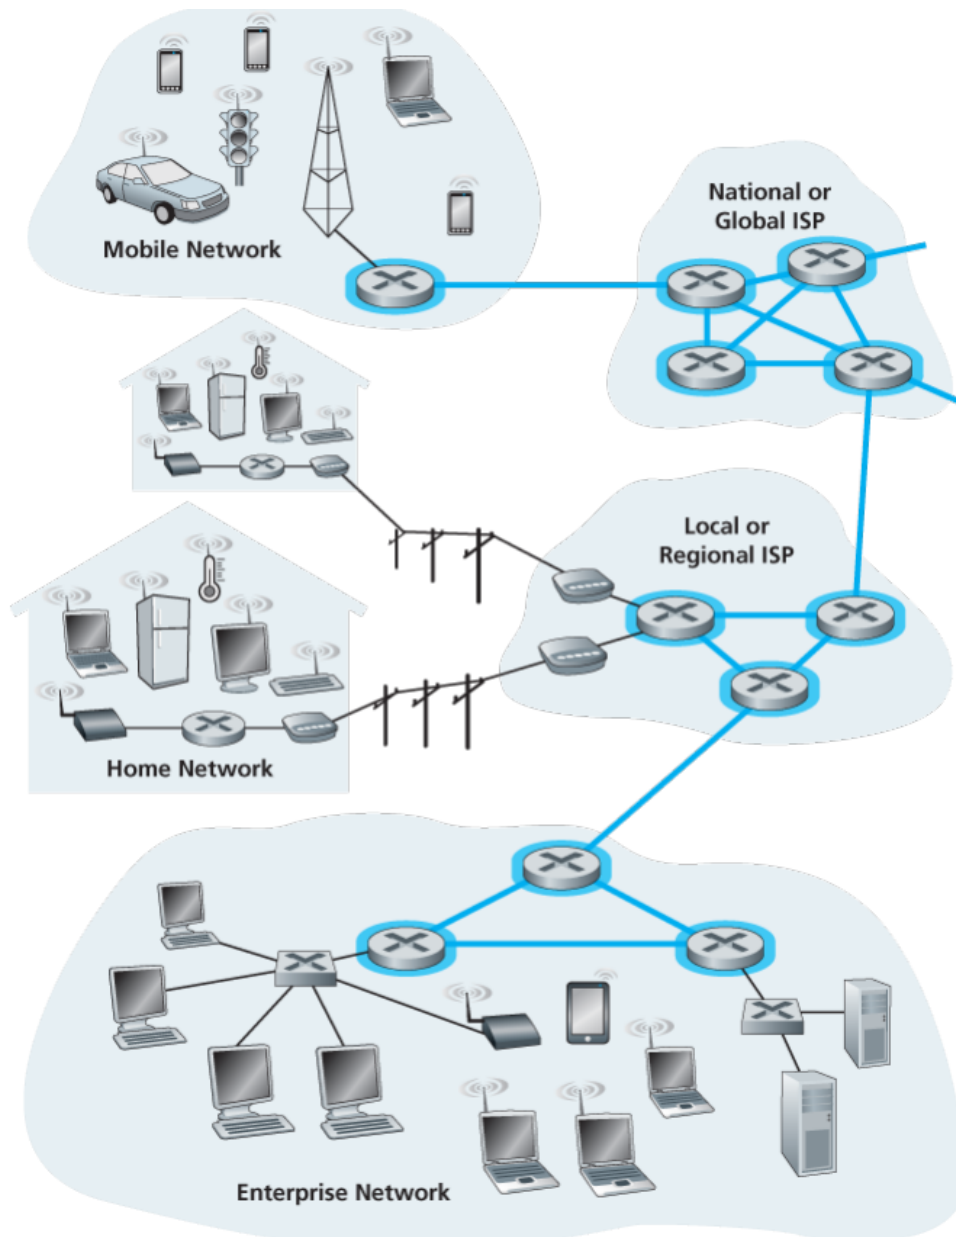 National or
Global ISP
Mobile Network
Local or
Regional ISP
Home Network
Enterprise Network